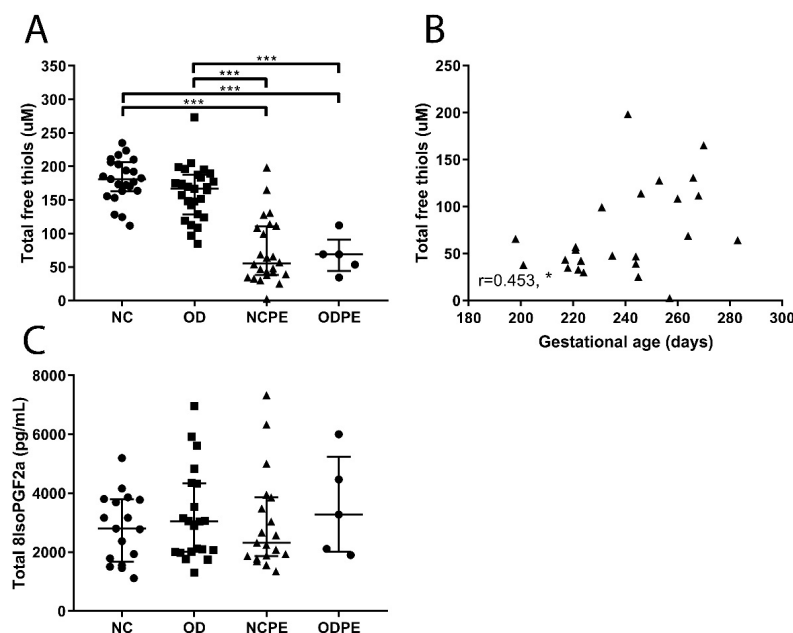 A
Total free thiols (uM)
350
300
250
200
150
100
50
0
***
***
***
***
NC OD NCPE ODPE
B
Total free thiols (uM)
250
200
150
100
50
0
r=0.453, *
180 200 220 240 260 280 300
Gestational age (days)
C
Total 8IsoPGF2a (pg/mL)
8000
6000
4000
2000
0
NC OD NCPE ODPE